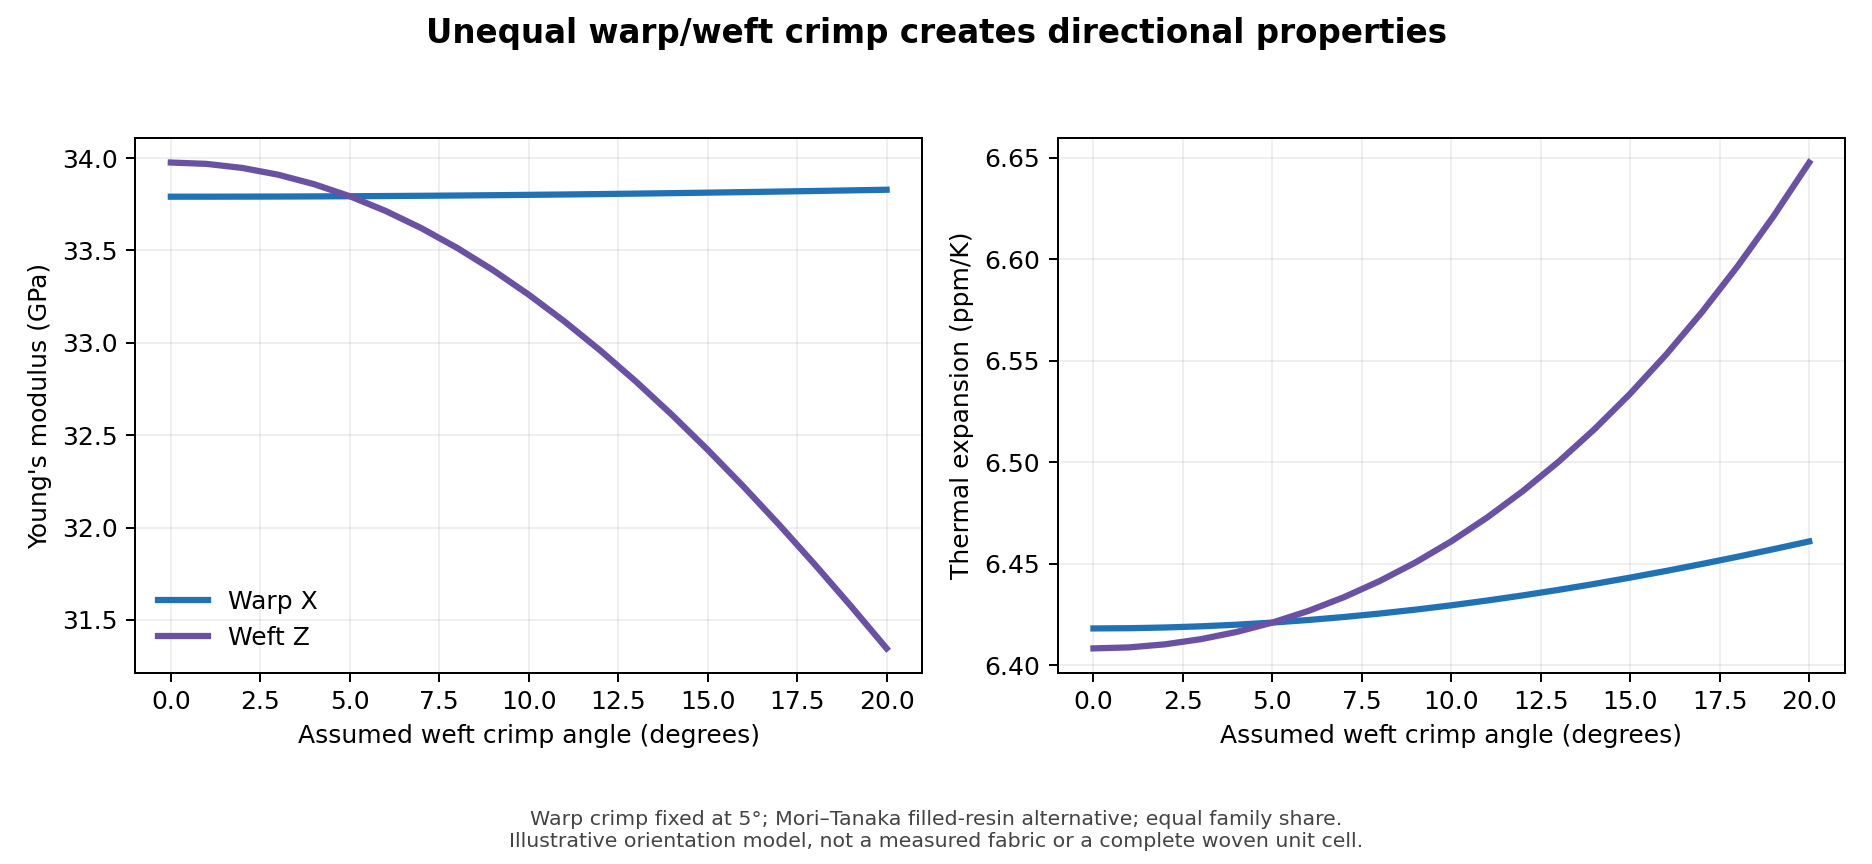 Unequal warp/weft crimp creates directional properties
Young's modulus (GPa)
34.0
33.5
33.0
32.5
32.0
31.5
Warp X
Weft Z
0.0 2.5 5.0 7.5 10.0 12.5 15.0 17.5 20.0
Assumed weft crimp angle (degrees)
Thermal expansion (ppm/K)
6.65
6.60
6.55
6.50
6.45
6.40
0.0 2.5 5.0 7.5 10.0 12.5 15.0 17.5 20.0
Assumed weft crimp angle (degrees)
Warp crimp fixed at 5°; Mori–Tanaka filled-resin alternative; equal family share.
Illustrative orientation model, not a measured fabric or a complete woven unit cell.